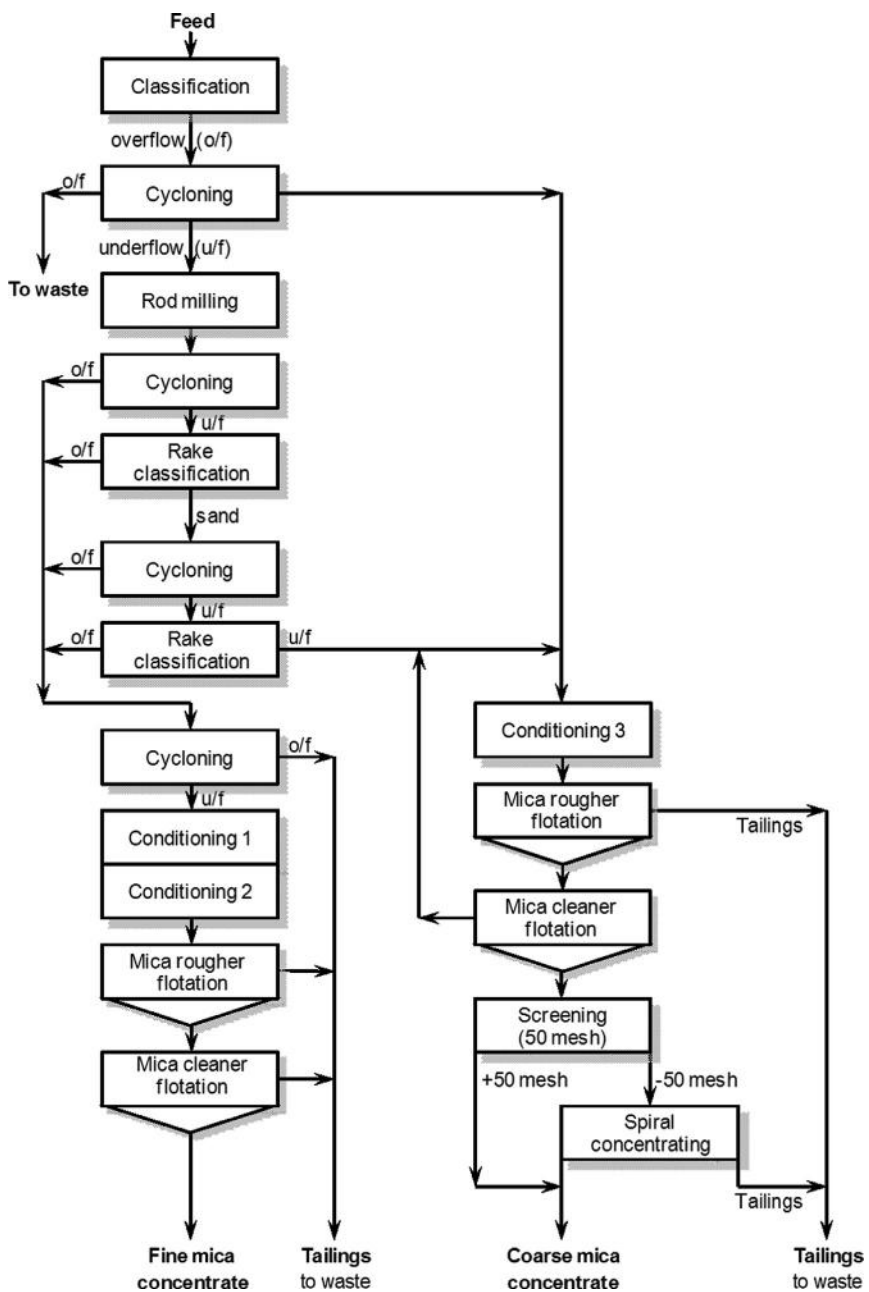 Feed
Classification
overflow (o/f)
o/f
Cycloning
underflow (u/f)
To waste
Rod milling
o/f
Cycloning
u/f
o/f
Rake
classification
sand
o/f
Cycloning
u/f
o/f
Rake
classification
u/f
Cycloning
o/f
u/f
Conditioning 1
Conditioning 2
Mica rougher
flotation
Mica cleaner
flotation
Fine mica
concentrate
Tailings
to waste
Conditioning 3
Mica rougher
flotation
Tailings
Mica cleaner
flotation
Screening
(50 mesh)
+50 mesh
-50 mesh
Spiral
concentrating
Tailings
Coarse mica
concentrate
Tailings
to waste